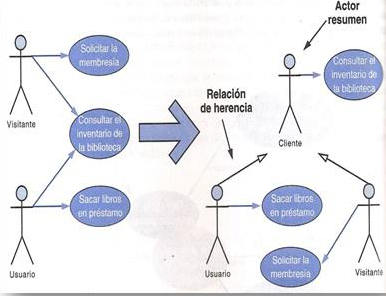 Solicitar la
membresía
Visitante
Consultar el
inventario de
la biblioteca
Sacar libros
en préstamo
Usuario
Actor
resumen
Consultar el
inventario de
la biblioteca
Relación
de herencia
Cliente
Sacar libros
en préstamo
Usuario
Solicitar la
membresía
Visitante